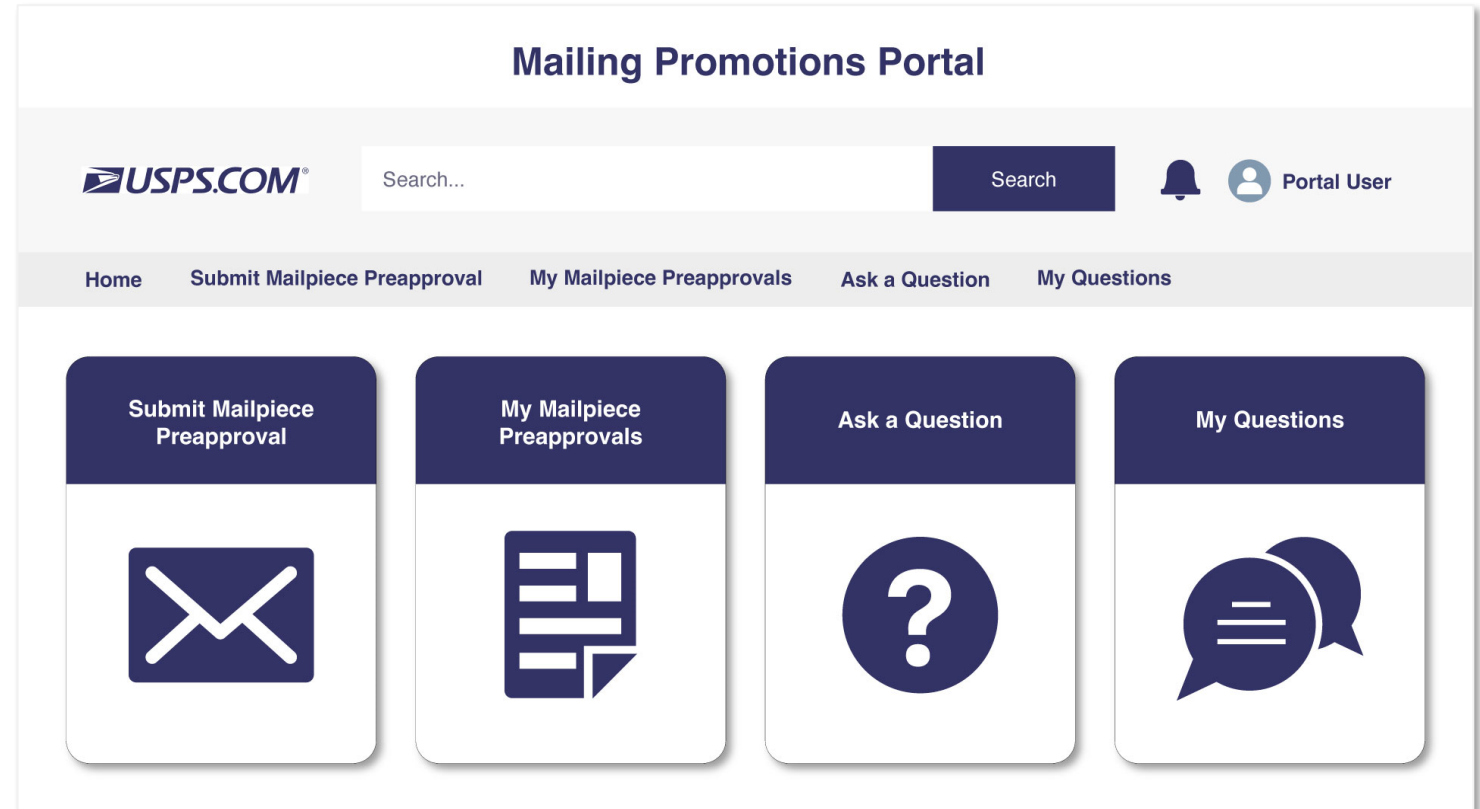 Mailing Promotions Portal
USPS.COM®
Search...
Search
Portal User
Home
Submit Mailpiece Preapproval
My Mailpiece Preapprovals
Ask a Question
My Questions
Submit Mailpiece
Preapproval
My Mailpiece
Preapprovals
Ask a Question
My Questions
?